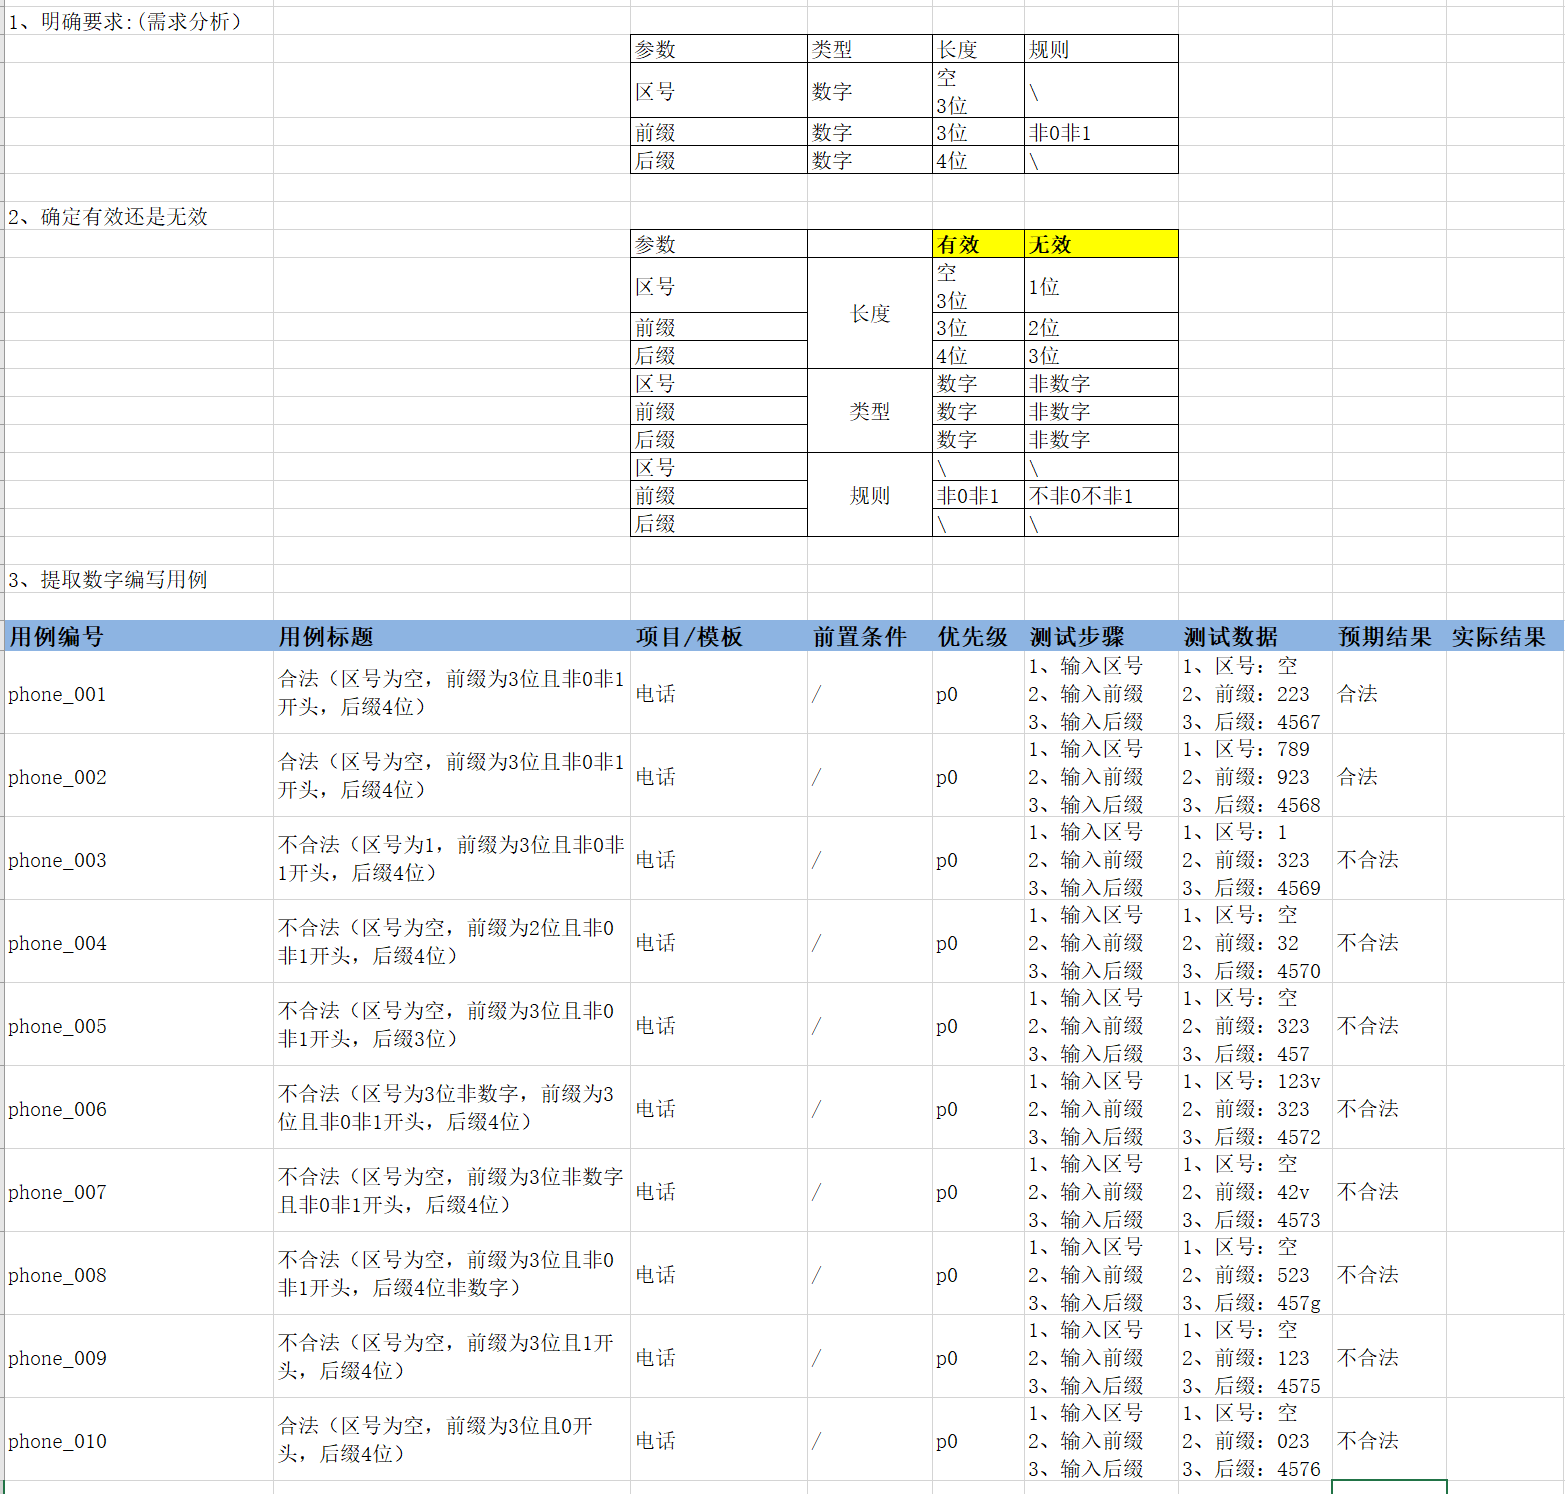 1、明确要求:(需求分析）
参数 类型 长度 规则
区号 数字 空 \
3位
前缀 数字 3位 非0非1
后缀 数字 4位 \
2、确定有效还是无效
参数 有效 无效
区号 长度 空 1位
3位
前缀 3位 2位
后缀 4位 3位
区号 类型 数字 非数字
前缀 数字 非数字
后缀 数字 非数字
区号 规则 \ \
前缀 非0非1 不非0不非1
后缀 \ \
3、提取数字编写用例
用例编号 用例标题 项目/模板 前置条件 优先级 测试步骤 测试数据 预期结果 实际结果
phone_001
合法（区号为空，前缀为3位且非0非1
开头，后缀4位）
电话 / p0
1、输入区号
2、输入前缀
3、输入后缀
1、区号：空
2、前缀：223
3、后缀：4567
合法
phone_002
合法（区号为空，前缀为3位且非0非1
开头，后缀4位）
电话 / p0
1、输入区号
2、输入前缀
3、输入后缀
1、区号：789
2、前缀：923
3、后缀：4568
合法
phone_003
不合法（区号为1，前缀为3位且非0非
1开头，后缀4位）
电话 / p0
1、输入区号
2、输入前缀
3、输入后缀
1、区号：1
2、前缀：323
3、后缀：4569
不合法
phone_004
不合法（区号为空，前缀为2位且非0
非1开头，后缀4位）
电话 / p0
1、输入区号
2、输入前缀
3、输入后缀
1、区号：空
2、前缀：32
3、后缀：4570
不合法
phone_005
不合法（区号为空，前缀为3位且非0
非1开头，后缀3位）
电话 / p0
1、输入区号
2、输入前缀
3、输入后缀
1、区号：空
2、前缀：323
3、后缀：457
不合法
phone_006
不合法（区号为3位非数字，前缀为3
位且非0非1开头，后缀4位）
电话 / p0
1、输入区号
2、输入前缀
3、输入后缀
1、区号：123v
2、前缀：323
3、后缀：4572
不合法
phone_007
不合法（区号为空，前缀为3位非数字
且非0非1开头，后缀4位）
电话 / p0
1、输入区号
2、输入前缀
3、输入后缀
1、区号：空
2、前缀：42v
3、后缀：4573
不合法
phone_008
不合法（区号为空，前缀为3位且非0
非1开头，后缀4位非数字）
电话 / p0
1、输入区号
2、输入前缀
3、输入后缀
1、区号：空
2、前缀：523
3、后缀：457g
不合法
phone_009
不合法（区号为空，前缀为3位且1开
头，后缀4位）
电话 / p0
1、输入区号
2、输入前缀
3、输入后缀
1、区号：空
2、前缀：123
3、后缀：4575
不合法
phone_010
合法（区号为空，前缀为3位且0开
头，后缀4位）
电话 / p0
1、输入区号
2、输入前缀
3、输入后缀
1、区号：空
2、前缀：023
3、后缀：4576
不合法